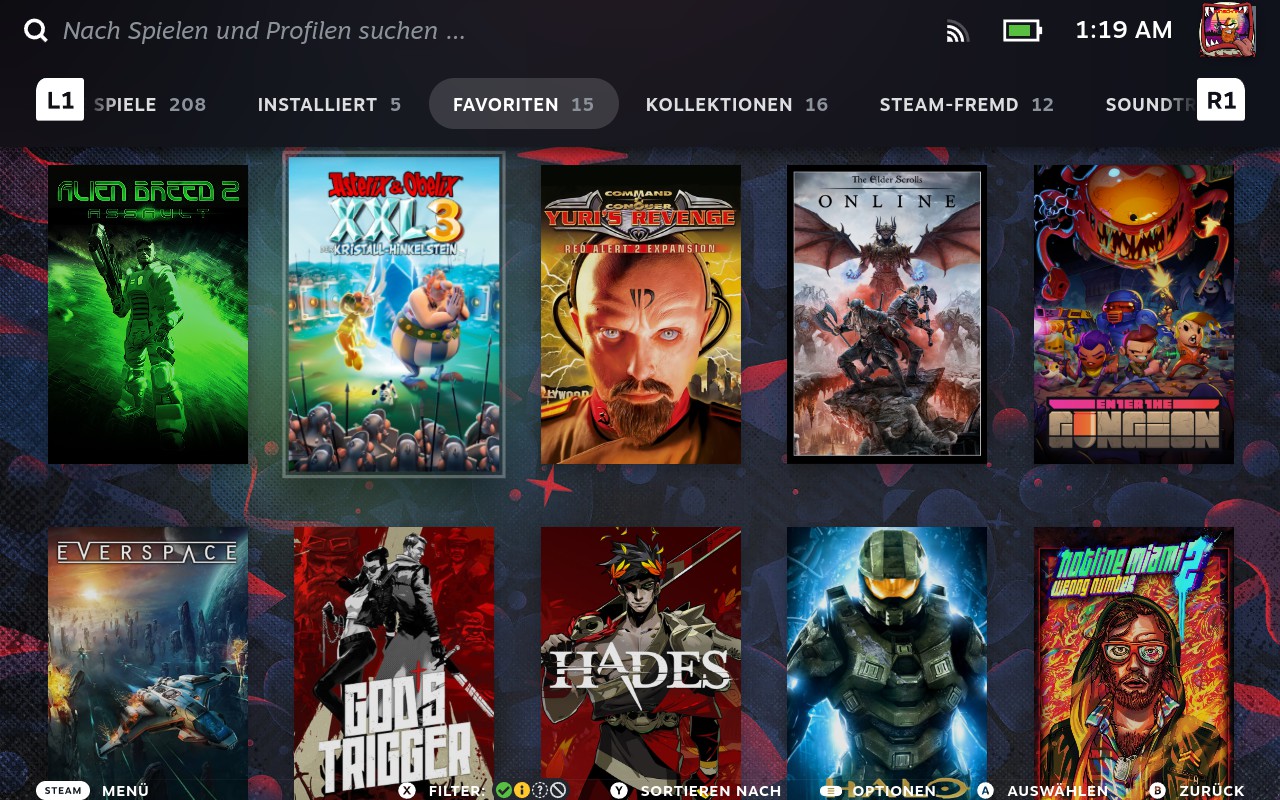 Nach Spielen und Profilen suchen ...
1:19 AM
L1 SPIELE 208 INSTALLIERT 5 FAVORITEN 15 KOLLEKTIONEN 16 STEAM-FREMD 12 SOUNDTR R1
ALIEN BREED 2
ASSAULT
Asterix & Obelix
XXL3
DER KRISTALL-HINKELSTEIN
COMMAND & CONQUER
YURI'S REVENGE
RED ALERT 2 EXPANSION
LLYWOOD
The Elder Scrolls
ONLINE
ENTER THE
GUNGEON
EVERSPACE
GODS
TRIGGER
HADES
HALO
hotline miami 2
wrong number
STEAM MENÜ X FILTER: Y SORTIEREN NACH OPTIONEN A AUSWÄHLEN B ZURÜCK